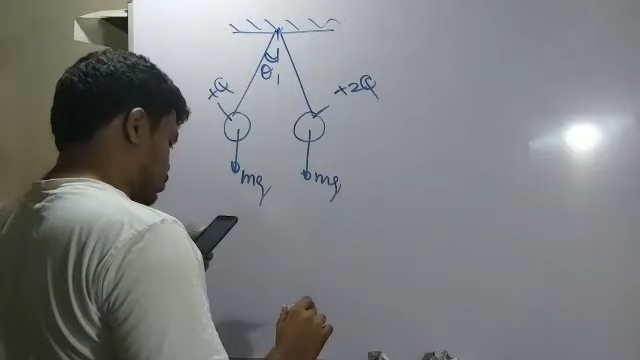 θ
+Q +2Q
mg mg